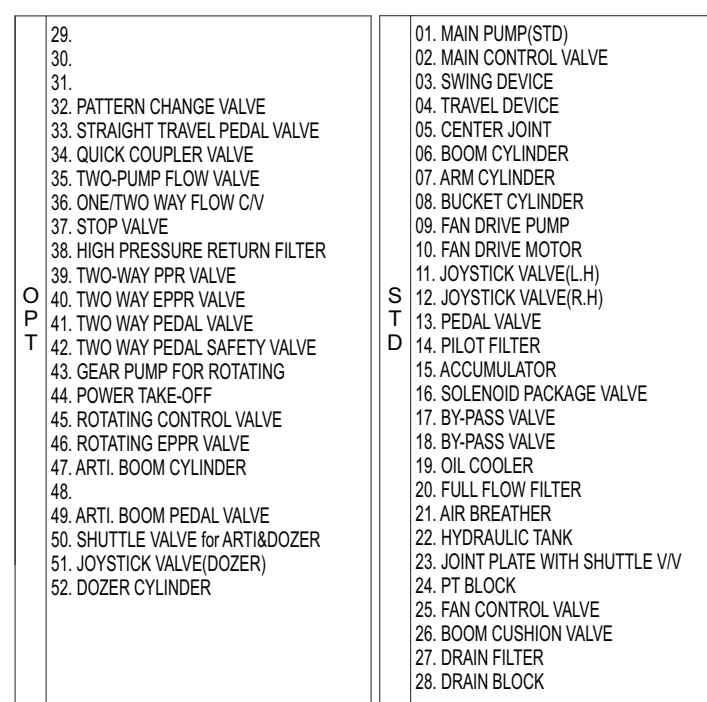 OPT
29.
30.
31.
32. PATTERN CHANGE VALVE
33. STRAIGHT TRAVEL PEDAL VALVE
34. QUICK COUPLER VALVE
35. TWO-PUMP FLOW VALVE
36. ONE/TWO WAY FLOW C/V
37. STOP VALVE
38. HIGH PRESSURE RETURN FILTER
39. TWO-WAY PPR VALVE
40. TWO WAY EPPR VALVE
41. TWO WAY PEDAL VALVE
42. TWO WAY PEDAL SAFETY VALVE
43. GEAR PUMP FOR ROTATING
44. POWER TAKE-OFF
45. ROTATING CONTROL VALVE
46. ROTATING EPPR VALVE
47. ARTI. BOOM CYLINDER
48.
49. ARTI. BOOM PEDAL VALVE
50. SHUTTLE VALVE for ARTI&DOZER
51. JOYSTICK VALVE(DOZER)
52. DOZER CYLINDER
STD
01. MAIN PUMP(STD)
02. MAIN CONTROL VALVE
03. SWING DEVICE
04. TRAVEL DEVICE
05. CENTER JOINT
06. BOOM CYLINDER
07. ARM CYLINDER
08. BUCKET CYLINDER
09. FAN DRIVE PUMP
10. FAN DRIVE MOTOR
11. JOYSTICK VALVE(L.H)
12. JOYSTICK VALVE(R.H)
13. PEDAL VALVE
14. PILOT FILTER
15. ACCUMULATOR
16. SOLENOID PACKAGE VALVE
17. BY-PASS VALVE
18. BY-PASS VALVE
19. OIL COOLER
20. FULL FLOW FILTER
21. AIR BREATHER
22. HYDRAULIC TANK
23. JOINT PLATE WITH SHUTTLE V/V
24. PT BLOCK
25. FAN CONTROL VALVE
26. BOOM CUSHION VALVE
27. DRAIN FILTER
28. DRAIN BLOCK